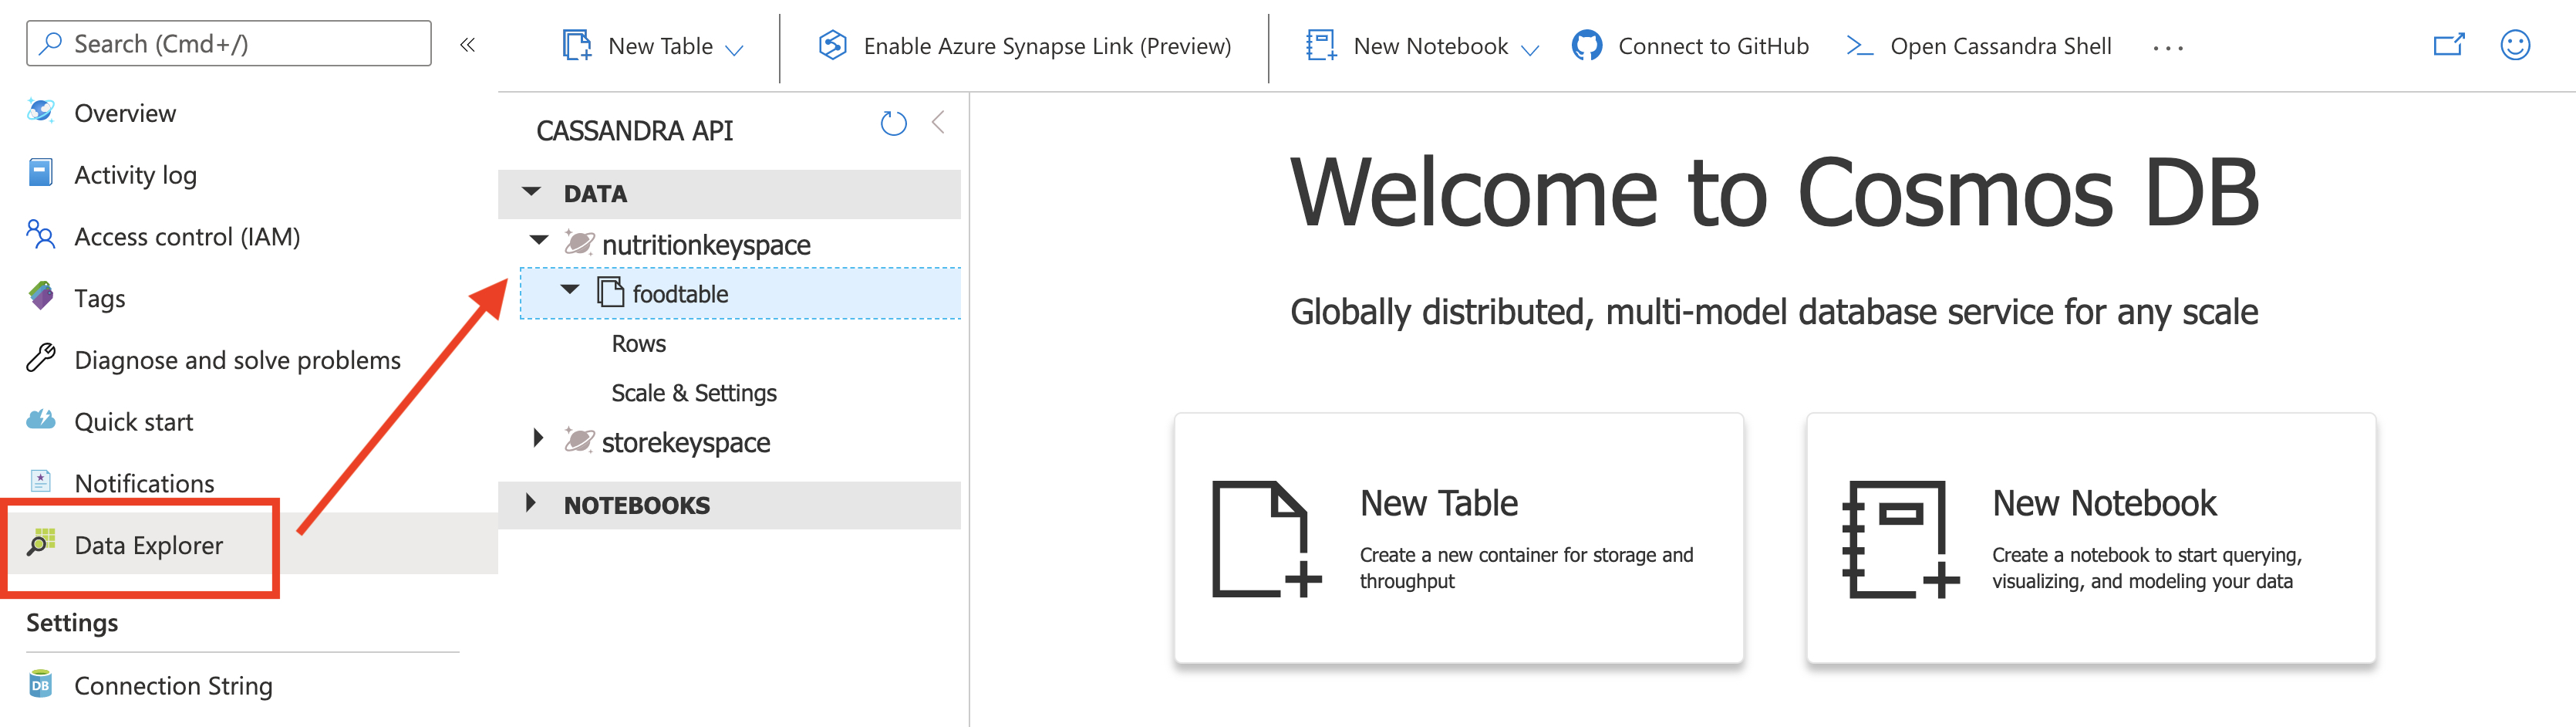 Search (Cmd+/)
«
Overview
Activity log
Access control (IAM)
Tags
Diagnose and solve problems
Quick start
Notifications
Data Explorer
Settings
DB Connection String
New Table
Enable Azure Synapse Link (Preview)
New Notebook
Connect to GitHub
Open Cassandra Shell
...
CASSANDRA API
DATA
nutritionkeyspace
foodtable
Rows
Scale & Settings
storekeyspace
NOTEBOOKS
Welcome to Cosmos DB
Globally distributed, multi-model database service for any scale
New Table
Create a new container for storage and
throughput
New Notebook
Create a notebook to start querying,
visualizing, and modeling your data